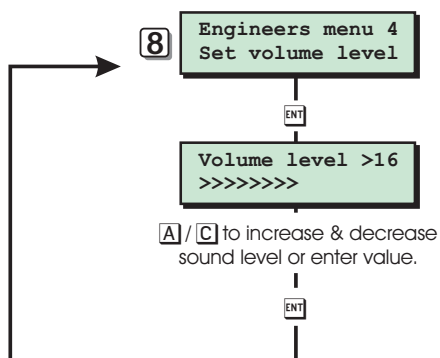 8
Engineers menu 4
Set volume level
ENT
Volume level >16
>>>>>>>>
A / C to increase & decrease
sound level or enter value.
ENT